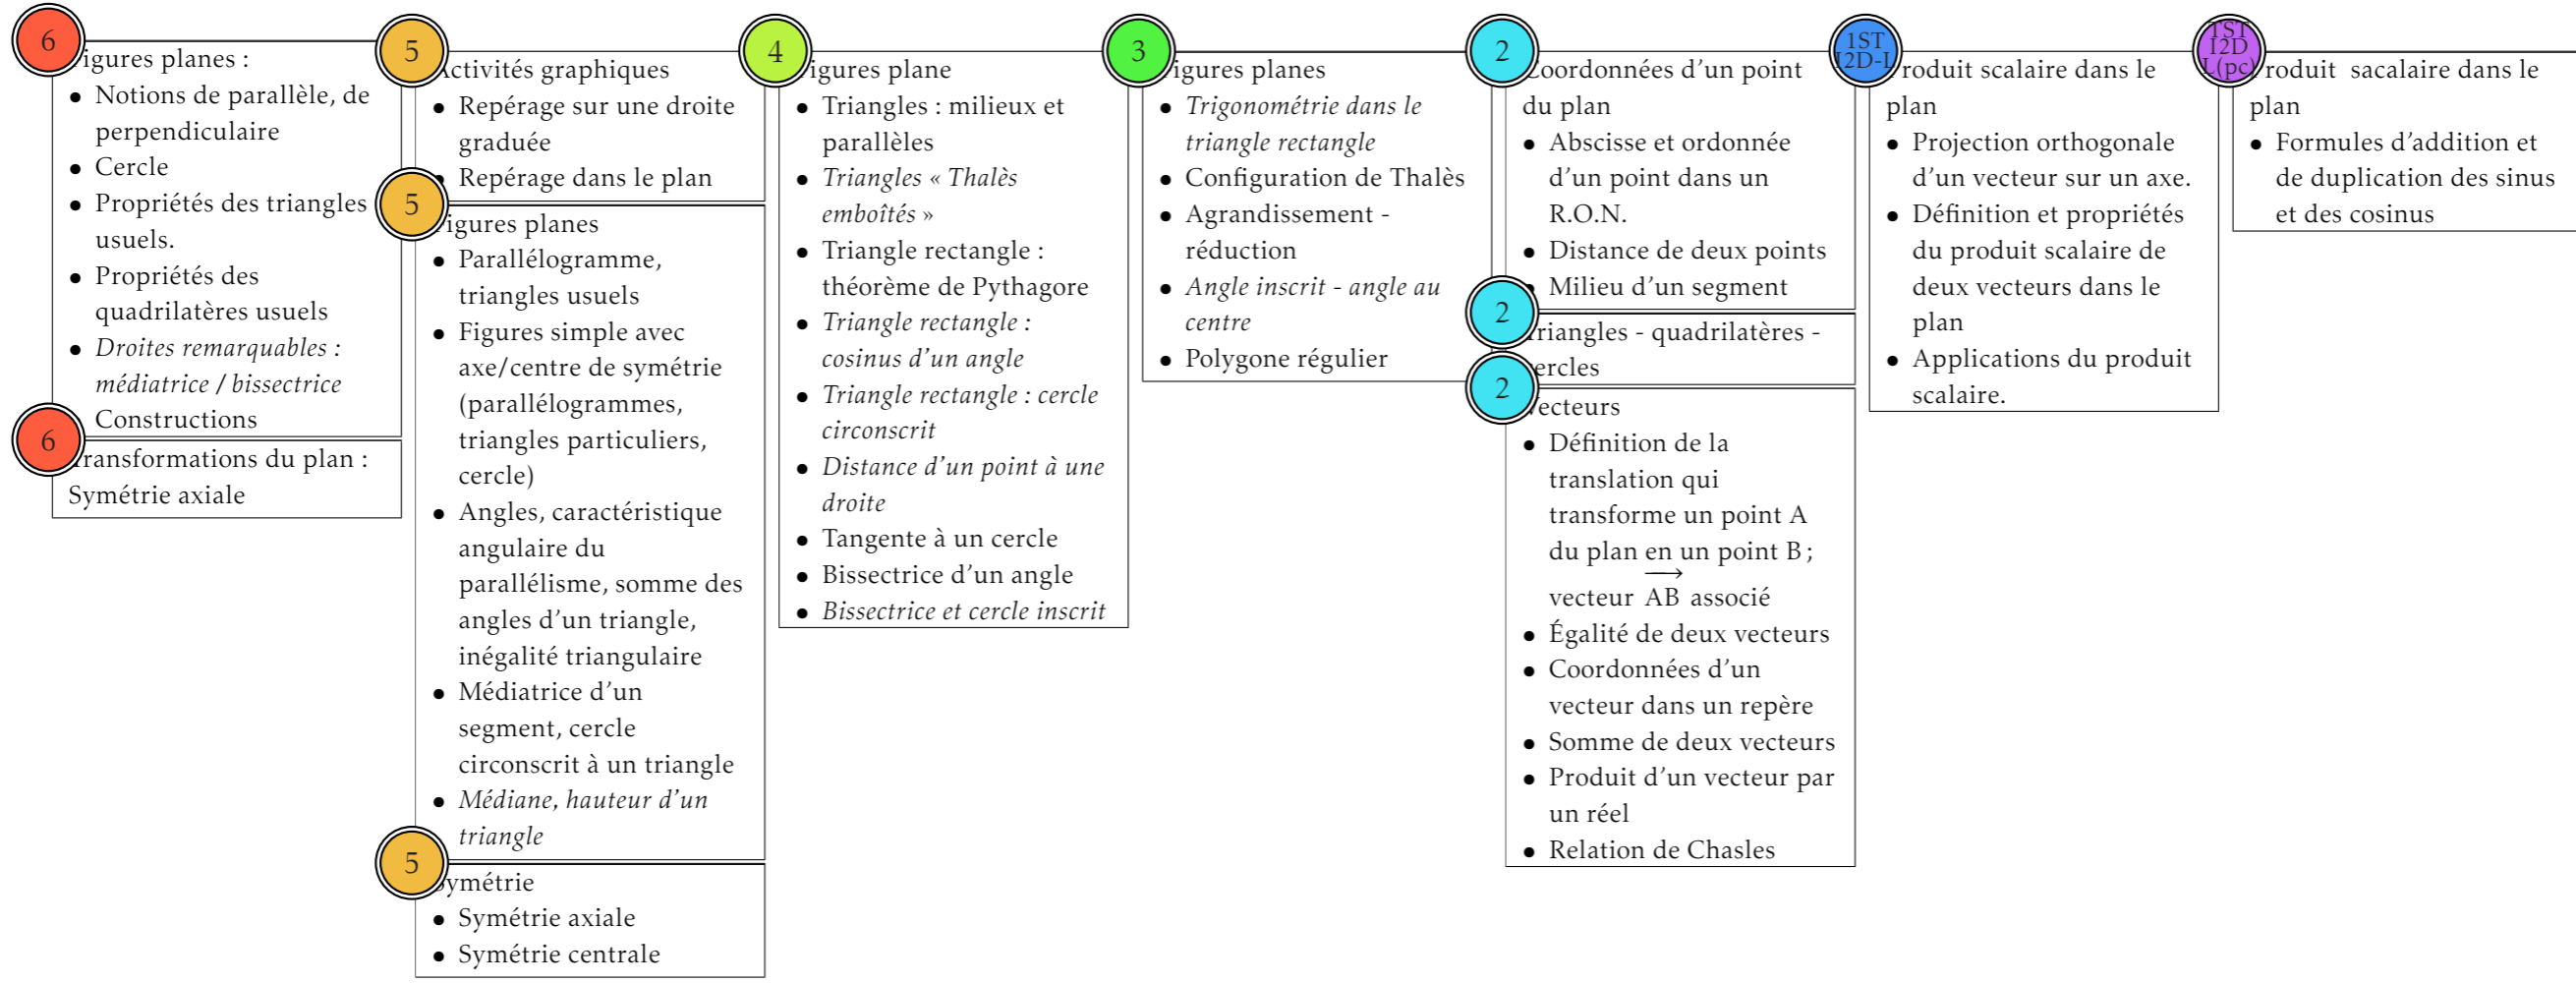 6
igures planes :
• Notions de parallèle, de
perpendiculaire
• Cercle
• Propriétés des triangles
usuels.
• Propriétés des
quadrilatères usuels
• Droites remarquables :
médiatrice / bissectrice
Constructions
6
ransformations du plan :
Symétrie axiale
5
Activités graphiques
• Repérage sur une droite
graduée
• Repérage dans le plan
5
igures planes
• Parallélogramme,
triangles usuels
• Figures simple avec
axe/centre de symétrie
(parallélogrammes,
triangles particuliers,
cercle)
• Angles, caractéristique
angulaire du
parallélisme, somme des
angles d'un triangle,
inégalité triangulaire
• Médiatrice d'un
segment, cercle
circonscrit à un triangle
• Médiane, hauteur d'un
triangle
5
ymétrie
• Symétrie axiale
• Symétrie centrale
4
igures plane
• Triangles : milieux et
parallèles
• Triangles « Thalès
emboîtés »
• Triangle rectangle :
théorème de Pythagore
• Triangle rectangle :
cosinus d'un angle
• Triangle rectangle : cercle
circonscrit
• Distance d'un point à une
droite
• Tangente à un cercle
• Bissectrice d'un angle
• Bissectrice et cercle inscrit
3
igures planes
• Trigonométrie dans le
triangle rectangle
• Configuration de Thalès
• Agrandissement -
réduction
• Angle inscrit - angle au
centre
• Polygone régulier
2
Coordonnées d'un point
du plan
• Abscisse et ordonnée
d'un point dans un
R.O.N.
• Distance de deux points
• Milieu d'un segment
2
Triangles - quadrilatères -
cercles
2
Vecteurs
• Définition de la
translation qui
transforme un point A
du plan en un point B ;
vecteur AB associé
• Égalité de deux vecteurs
• Coordonnées d'un
vecteur dans un repère
• Somme de deux vecteurs
• Produit d'un vecteur par
un réel
• Relation de Chasles
1ST
I2D-L
roduit scalaire dans le
plan
• Projection orthogonale
d'un vecteur sur un axe.
• Définition et propriétés
du produit scalaire de
deux vecteurs dans le
plan
• Applications du produit
scalaire.
TST
I2D
L(pc)
roduit sacalaire dans le
plan
• Formules d'addition et
de duplication des sinus
et des cosinus